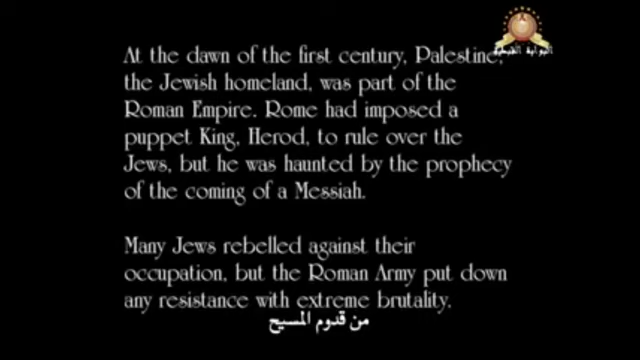 At the dawn of the first century, Palestine,
the Jewish homeland, was part of the
Roman Empire. Rome had imposed a
puppet King, Herod, to rule over the
Jews, but he was haunted by the prophecy
of the coming of a Messiah.
Many Jews rebelled against their
occupation, but the Roman Army put down
any resistance with extreme brutality.
من قدوم المسيح